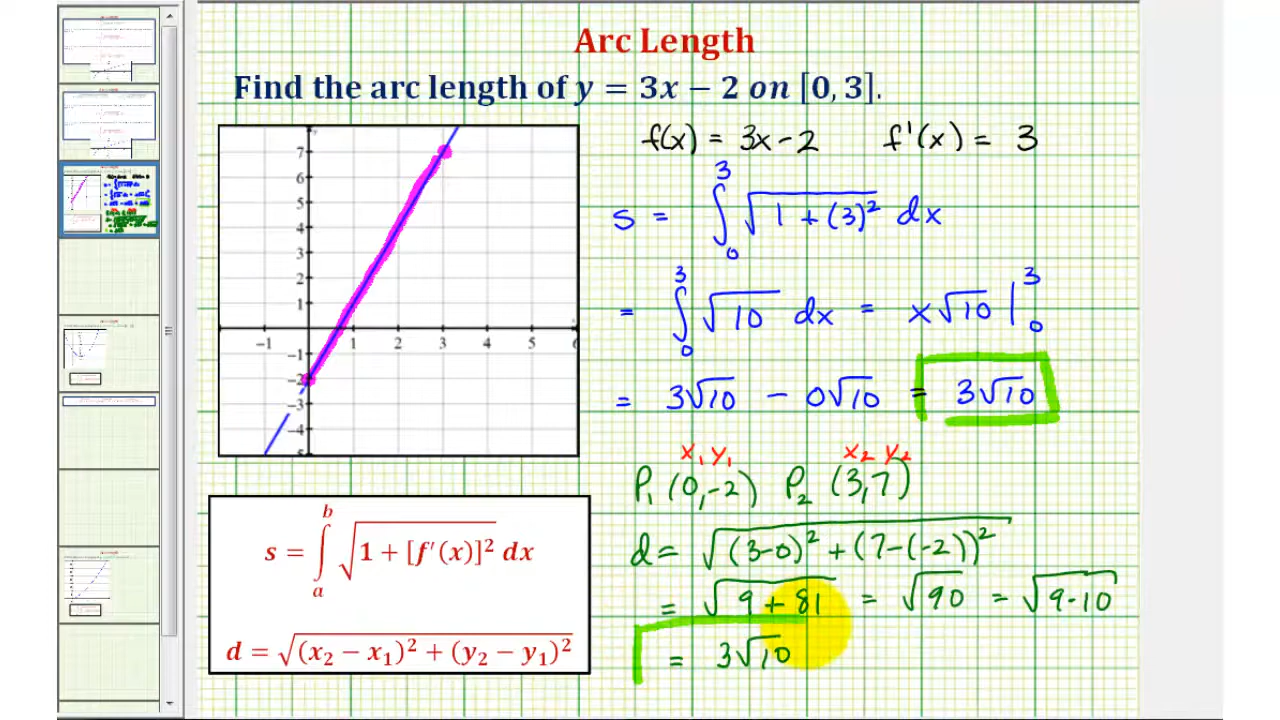 Arc Length
Find the arc length of y = 3x − 2 on [0, 3].
f(x) = 3x - 2 f'(x) = 3
s = ∫₀³ √(1 + (3)²) dx
= ∫₀³ √10 dx = x√10 |₀³
= 3√10 - 0√10 = 3√10
x₁ y₁ x₂ y₂
P₁ (0, -2) P₂ (3, 7)
d = √((3-0)² + (7-(-2))²)
= √(9 + 81) = √90 = √(9·10)
= 3√10
7
6
5
4
3
2
1
−1 1 2 3 4 5 6
−1
−2
−3
−4
5
s = ∫ₐᵇ √(1 + [f′(x)]²) dx
d = √((x₂ − x₁)² + (y₂ − y₁)²)